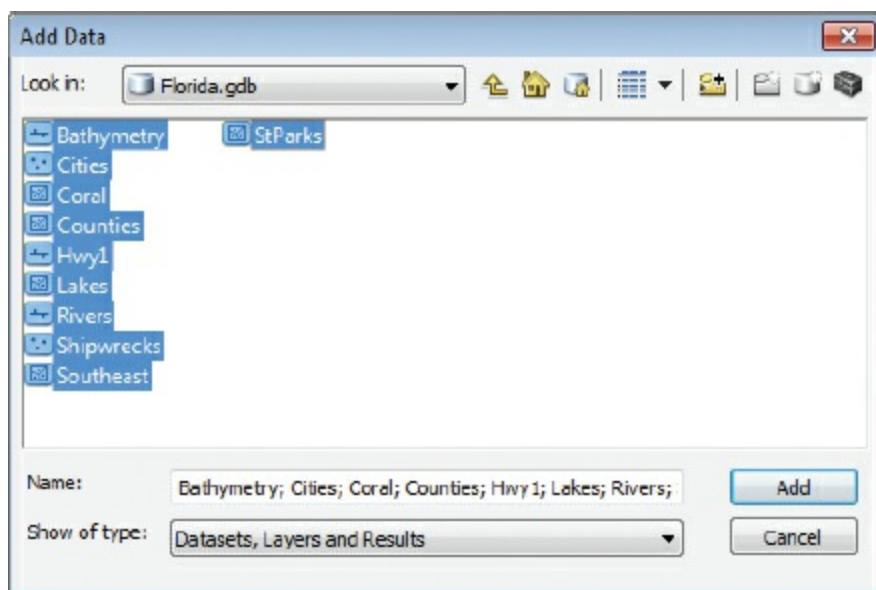 Add Data
Look in: Florida.gdb
Bathymetry
Cities
Coral
Counties
Hwy1
Lakes
Rivers
Shipwrecks
Southeast
StParks
Name: Bathymetry; Cities; Coral; Counties; Hwy1; Lakes; Rivers;
Add
Show of type: Datasets, Layers and Results
Cancel